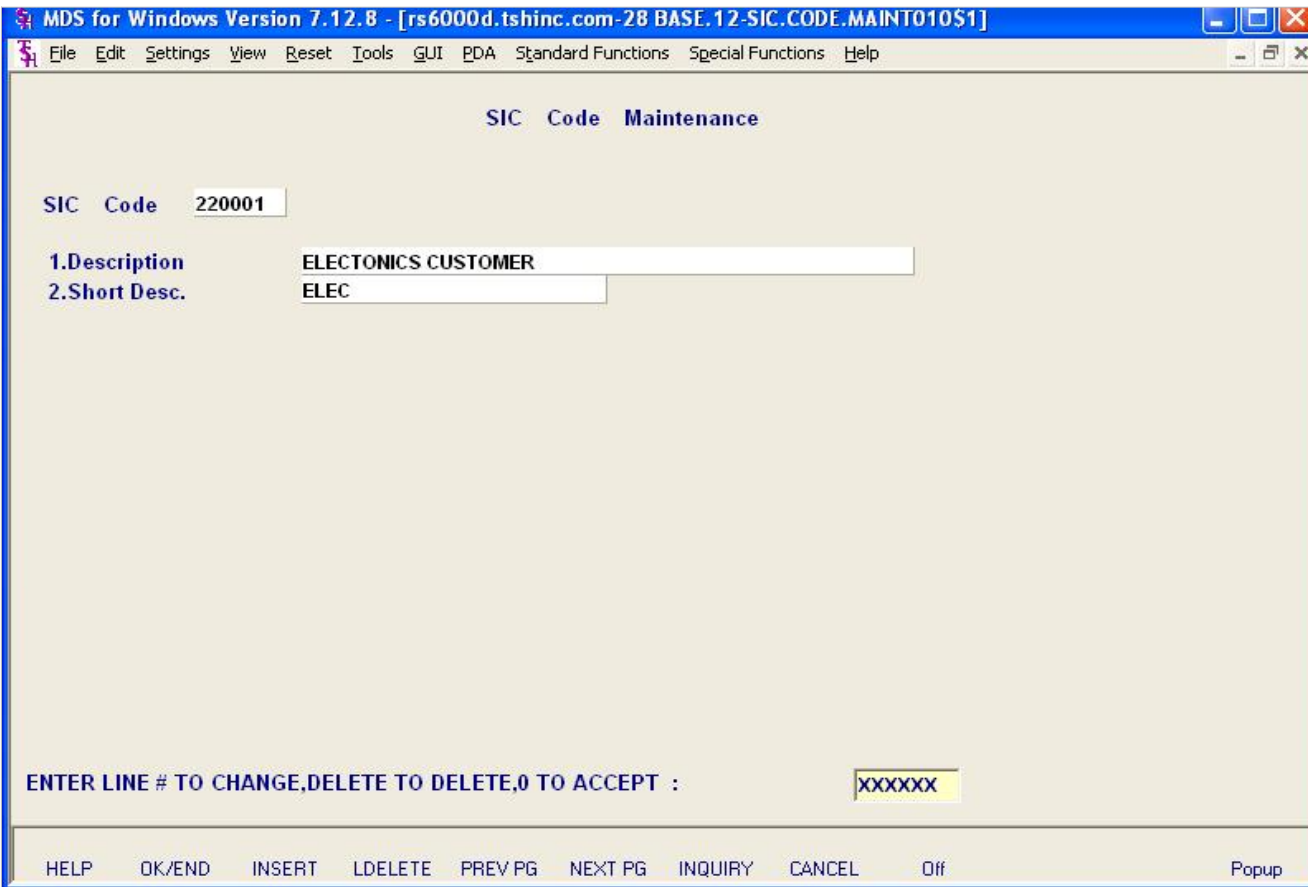 MDS for Windows Version 7.12.8 - [rs6000d.tshinc.com-28 BASE.12-SIC.CODE.MAINT010$1]
File Edit Settings View Reset Tools GUI PDA Standard Functions Special Functions Help
SIC Code Maintenance
SIC Code 220001
1.Description ELECTONICS CUSTOMER
2.Short Desc. ELEC
ENTER LINE # TO CHANGE,DELETE TO DELETE,0 TO ACCEPT : XXXXXX
HELP OK/END INSERT LDELETE PREV PG NEXT PG INQUIRY CANCEL Off Popup